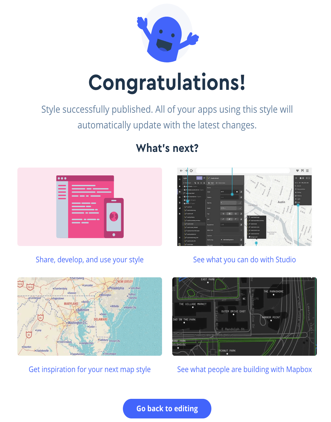 Congratulations!
Style successfully published. All of your apps using this style will
automatically update with the latest changes.
What's next?
Share, develop, and use your style
See what you can do with Studio
Get inspiration for your next map style
See what people are building with Mapbox
Go back to editing